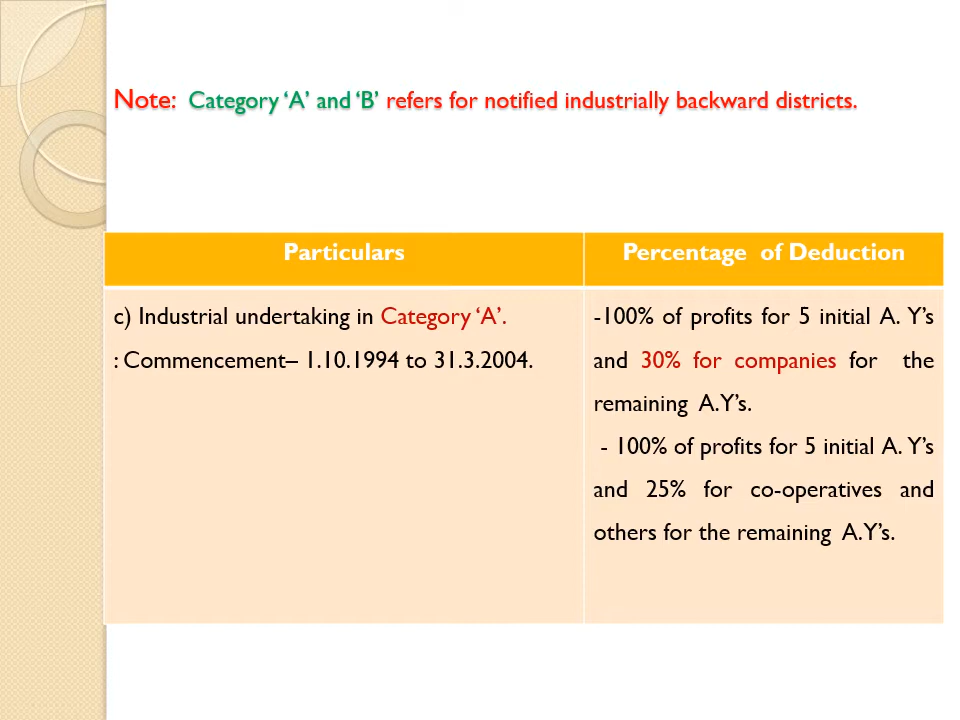 Note: Category ‘A’ and ‘B’ refers for notified industrially backward districts.
Particulars
Percentage of Deduction
c) Industrial undertaking in Category ‘A’.
: Commencement– 1.10.1994 to 31.3.2004.
-100% of profits for 5 initial A. Y’s
and 30% for companies for the
remaining A.Y’s.
- 100% of profits for 5 initial A. Y’s
and 25% for co-operatives and
others for the remaining A.Y’s.